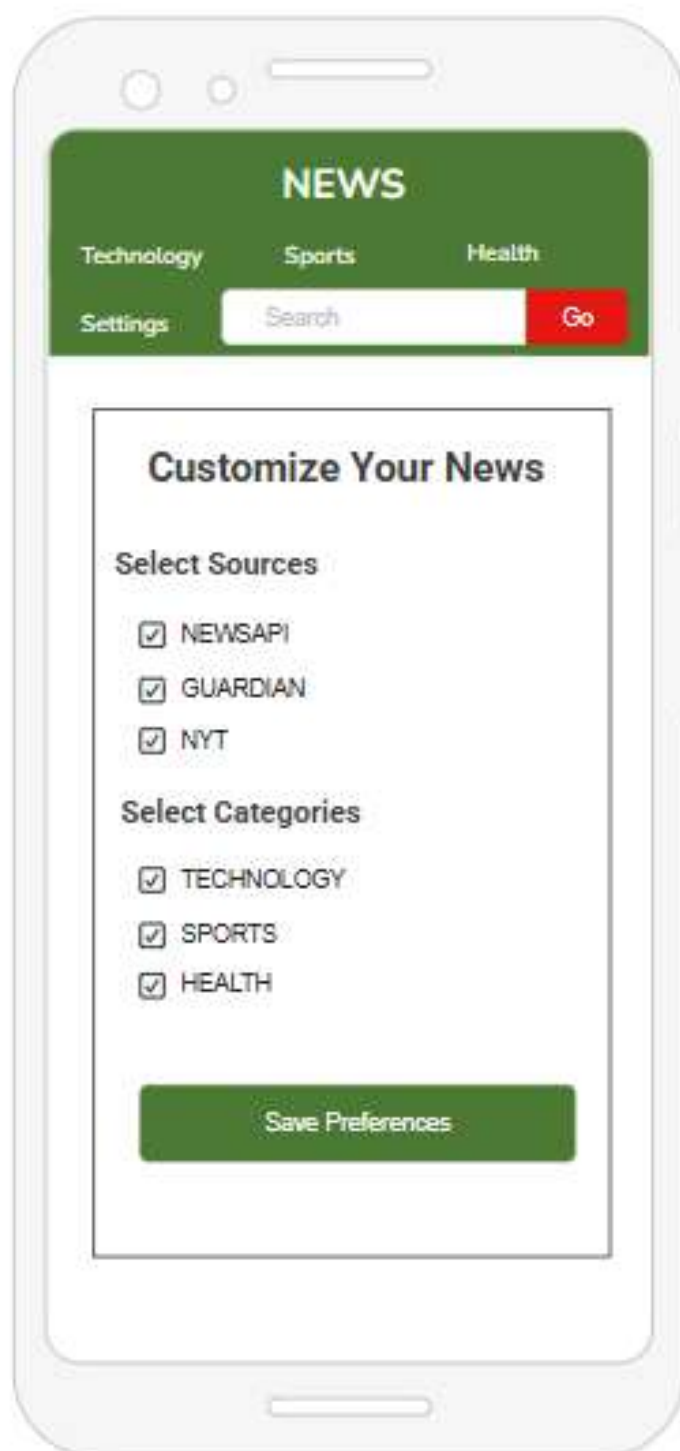 NEWS
Technology Sports Health
Settings Search Go
Customize Your News
Select Sources
NEWSAPI
GUARDIAN
NYT
Select Categories
TECHNOLOGY
SPORTS
HEALTH
Save Preferences